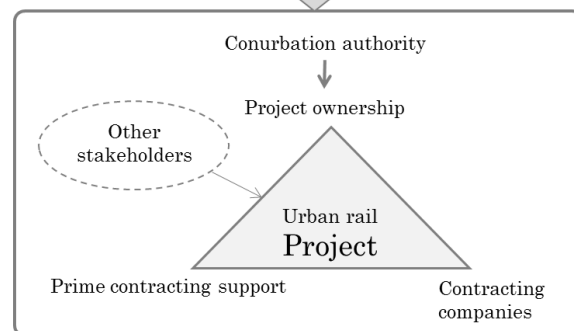 Conurbation authority
Project ownership
Other
stakeholders
Urban rail
Project
Prime contracting support
Contracting
companies